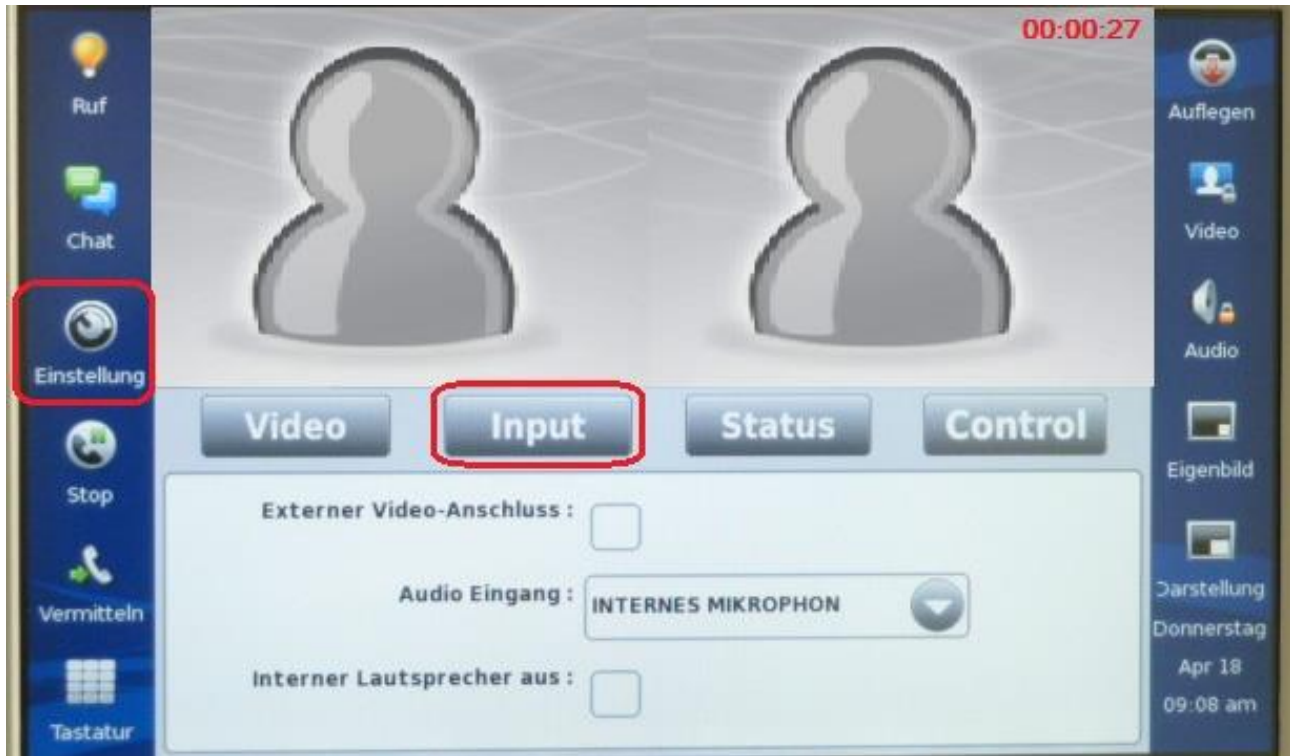 00:00:27
Ruf
Chat
Einstellung
Stop
Vermitteln
Tastatur
Video
Input
Status
Control
Externer Video-Anschluss :
Audio Eingang :
INTERNES MIKROPHON
Interner Lautsprecher aus :
Auflegen
Video
Audio
Eigenbild
Darstellung
Donnerstag
Apr 18
09:08 am